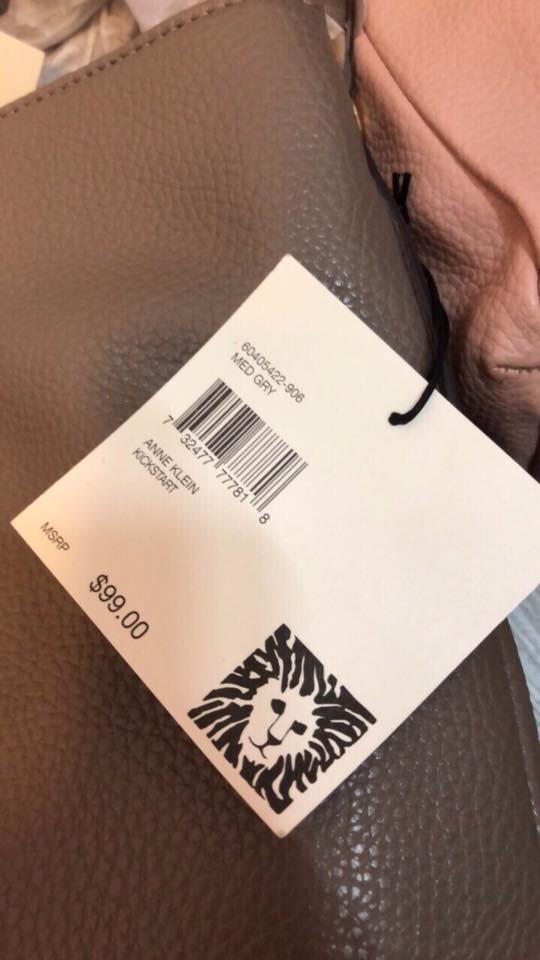 60405422-906
MED GRY
7 32477 77781 8
ANNE KLEIN
KICKSTART
MSRP
$99.00